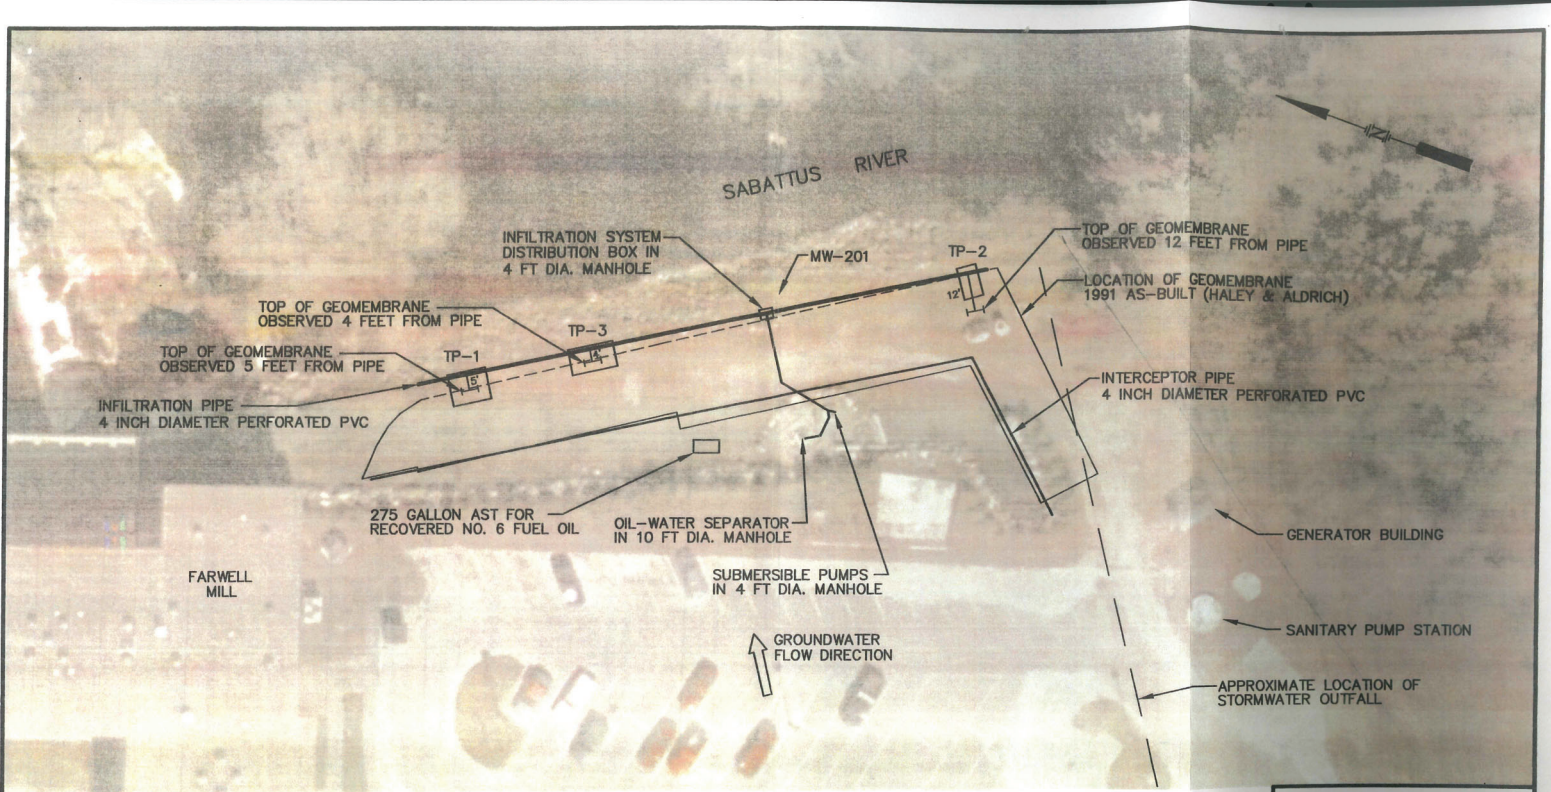 SABATTUS RIVER
N
INFILTRATION SYSTEM
DISTRIBUTION BOX IN
4 FT DIA. MANHOLE
MW-201
TP-2
12'
TOP OF GEOMEMBRANE
OBSERVED 12 FEET FROM PIPE
LOCATION OF GEOMEMBRANE
1991 AS-BUILT (HALEY & ALDRICH)
TOP OF GEOMEMBRANE
OBSERVED 4 FEET FROM PIPE
TP-3
4'
TOP OF GEOMEMBRANE
OBSERVED 5 FEET FROM PIPE
TP-1
5'
INFILTRATION PIPE
4 INCH DIAMETER PERFORATED PVC
INTERCEPTOR PIPE
4 INCH DIAMETER PERFORATED PVC
275 GALLON AST FOR
RECOVERED NO. 6 FUEL OIL
OIL-WATER SEPARATOR
IN 10 FT DIA. MANHOLE
SUBMERSIBLE PUMPS
IN 4 FT DIA. MANHOLE
GENERATOR BUILDING
FARWELL
MILL
GROUNDWATER
FLOW DIRECTION
SANITARY PUMP STATION
APPROXIMATE LOCATION OF
STORMWATER OUTFALL